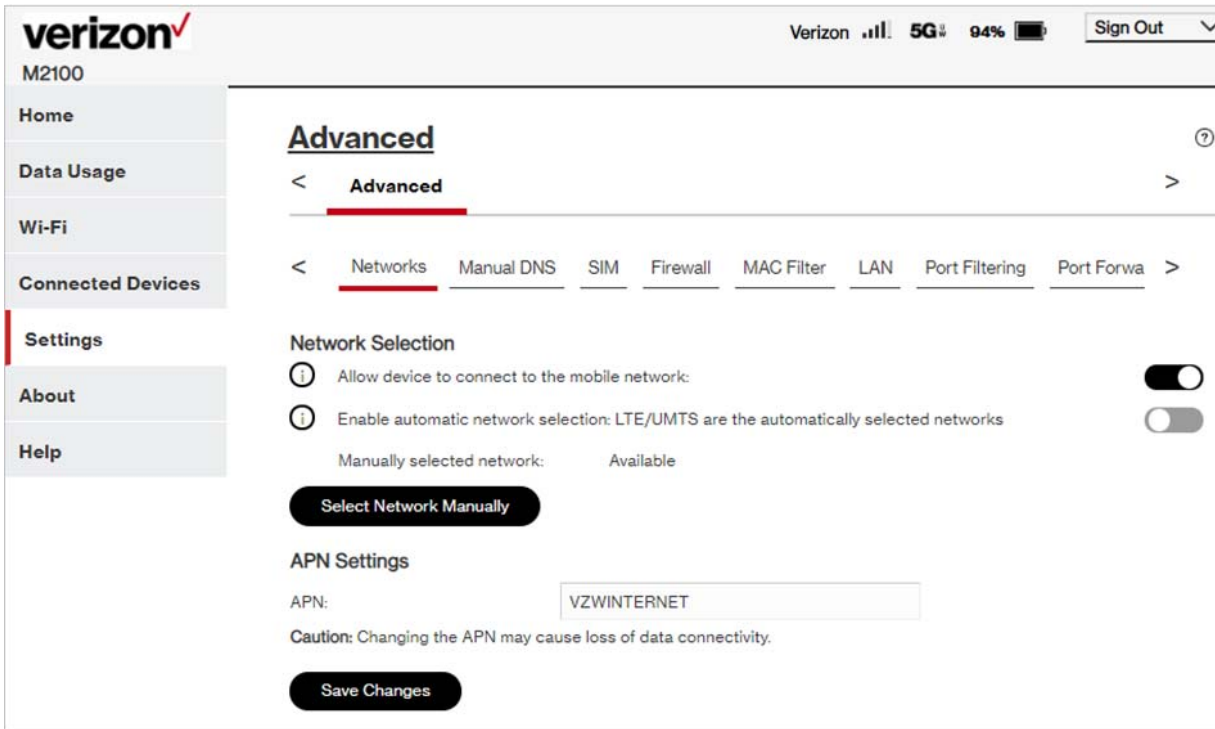 verizon
Verizon 5G UW 94% Sign Out
M2100
Home
Data Usage
Wi-Fi
Connected Devices
Settings
About
Help
Advanced
< Advanced >
< Networks Manual DNS SIM Firewall MAC Filter LAN Port Filtering Port Forwa >
Network Selection
Allow device to connect to the mobile network:
Enable automatic network selection: LTE/UMTS are the automatically selected networks
Manually selected network: Available
Select Network Manually
APN Settings
APN: VZWINTERNET
Caution: Changing the APN may cause loss of data connectivity.
Save Changes